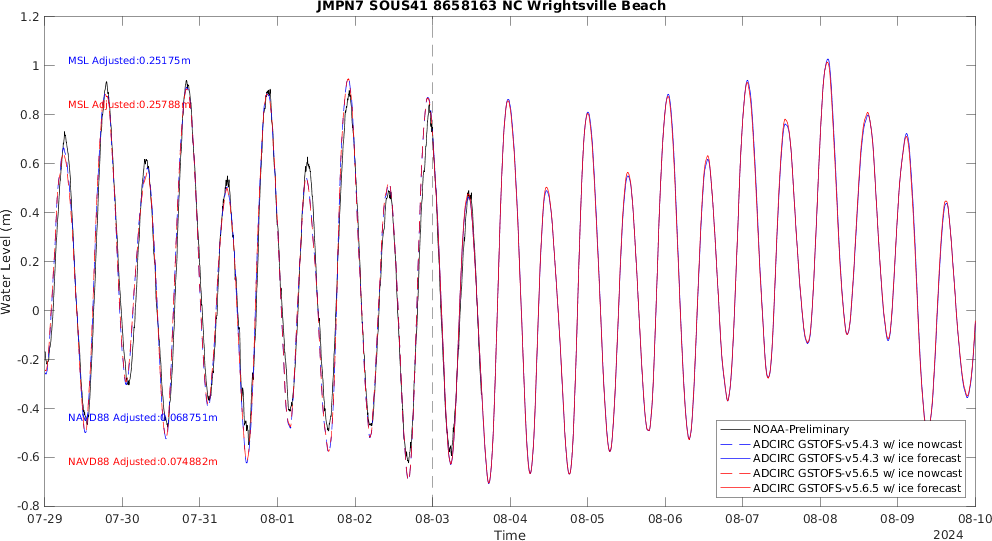 JMPN7 SOUS41 8658163 NC Wrightsville Beach
1.2
1
0.8
0.6
0.4
0.2
0
-0.2
-0.4
-0.6
-0.8
Water Level (m)
MSL Adjusted:0.25175m
MSL Adjusted:0.25788m
NAVD88 Adjusted:0.068751m
NAVD88 Adjusted:0.074882m
NOAA-Preliminary
ADCIRC GSTOFS-v5.4.3 w/ ice nowcast
ADCIRC GSTOFS-v5.4.3 w/ ice forecast
ADCIRC GSTOFS-v5.6.5 w/ ice nowcast
ADCIRC GSTOFS-v5.6.5 w/ ice forecast
07-29 07-30 07-31 08-01 08-02 08-03 08-04 08-05 08-06 08-07 08-08 08-09 08-10
Time
2024